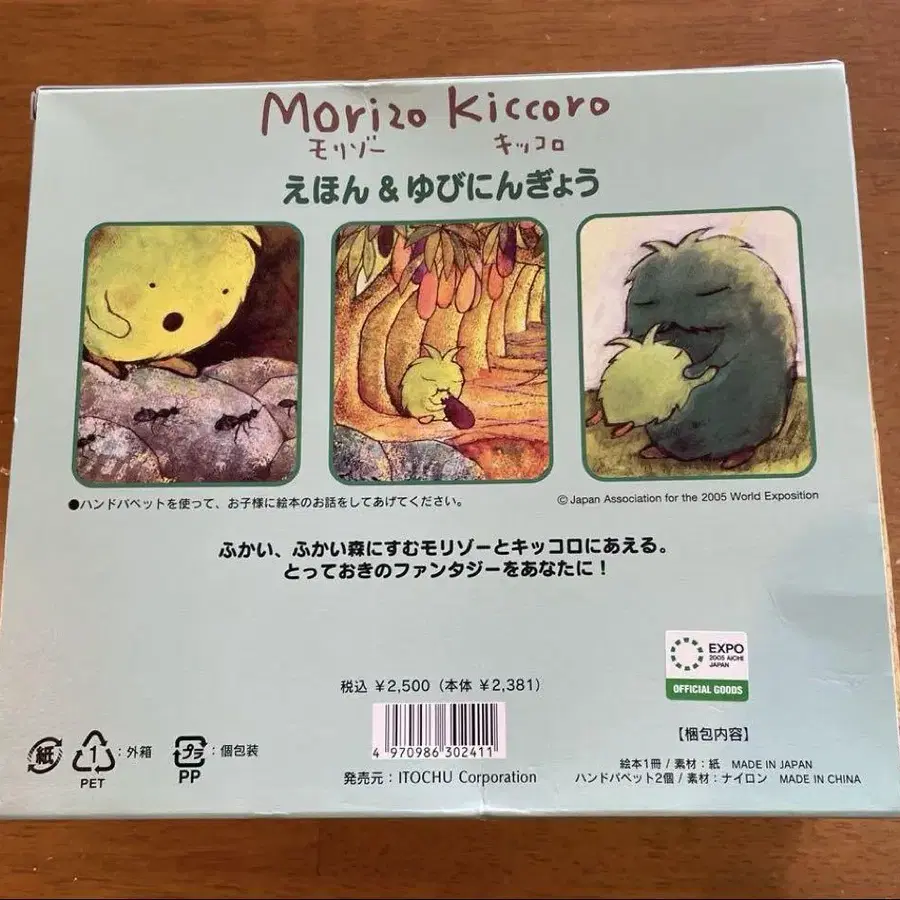 Morizo Kiccoro
モリゾー キッコロ
えほん&ゆびにんぎょう
●ハンドパペットを使って、お子様に絵本のお話をしてあげてください。
© Japan Association for the 2005 World Exposition
ふかい、ふかい森にすむモリゾーとキッコロにあえる。
とっておきのファンタジーをあなたに!
EXPO
2005 AICHI
JAPAN
OFFICIAL GOODS
税込 ¥2,500(本体 ¥2,381)
4 970986 302411
発売元:ITOCHU Corporation
紙
1
PET
:外箱
プラ
PP
:個包装
【梱包内容】
絵本1冊 / 素材:紙 MADE IN JAPAN
ハンドパペット2個 / 素材:ナイロン MADE IN CHINA